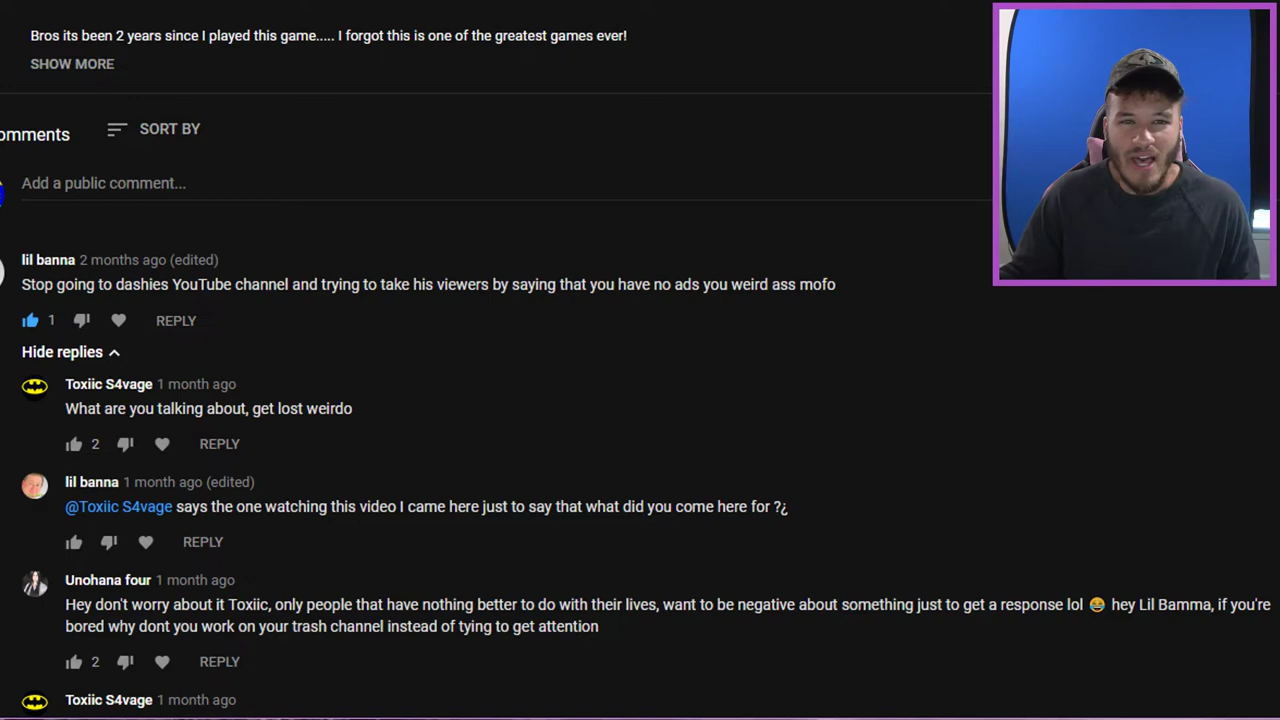 Bros its been 2 years since I played this game..... I forgot this is one of the greatest games ever!
SHOW MORE
omments
SORT BY
Add a public comment...
lil banna 2 months ago (edited)
Stop going to dashies YouTube channel and trying to take his viewers by saying that you have no ads you weird ass mofo
1 REPLY
Hide replies
Toxiic S4vage 1 month ago
What are you talking about, get lost weirdo
2 REPLY
lil banna 1 month ago (edited)
@Toxiic S4vage says the one watching this video I came here just to say that what did you come here for ?¿
REPLY
Unohana four 1 month ago
Hey don't worry about it Toxiic, only people that have nothing better to do with their lives, want to be negative about something just to get a response lol 😂 hey Lil Bamma, if you're
bored why dont you work on your trash channel instead of tying to get attention
2 REPLY
Toxiic S4vage 1 month ago